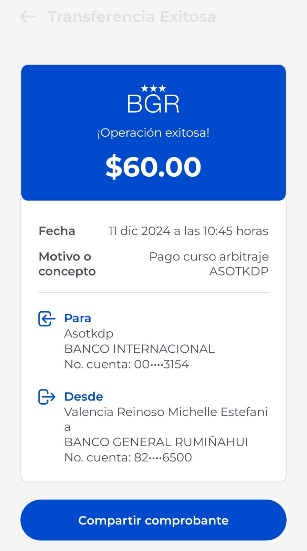 Transferencia Exitosa
BGR
¡Operación exitosa!
$60.00
Fecha 11 dic 2024 a las 10:45 horas
Motivo o Pago curso arbitraje
concepto ASOTKDP
Para
Asotkdp
BANCO INTERNACIONAL
No. cuenta: 00••••3154
Desde
Valencia Reinoso Michelle Estefani
a
BANCO GENERAL RUMIÑAHUI
No. cuenta: 82••••6500
Compartir comprobante